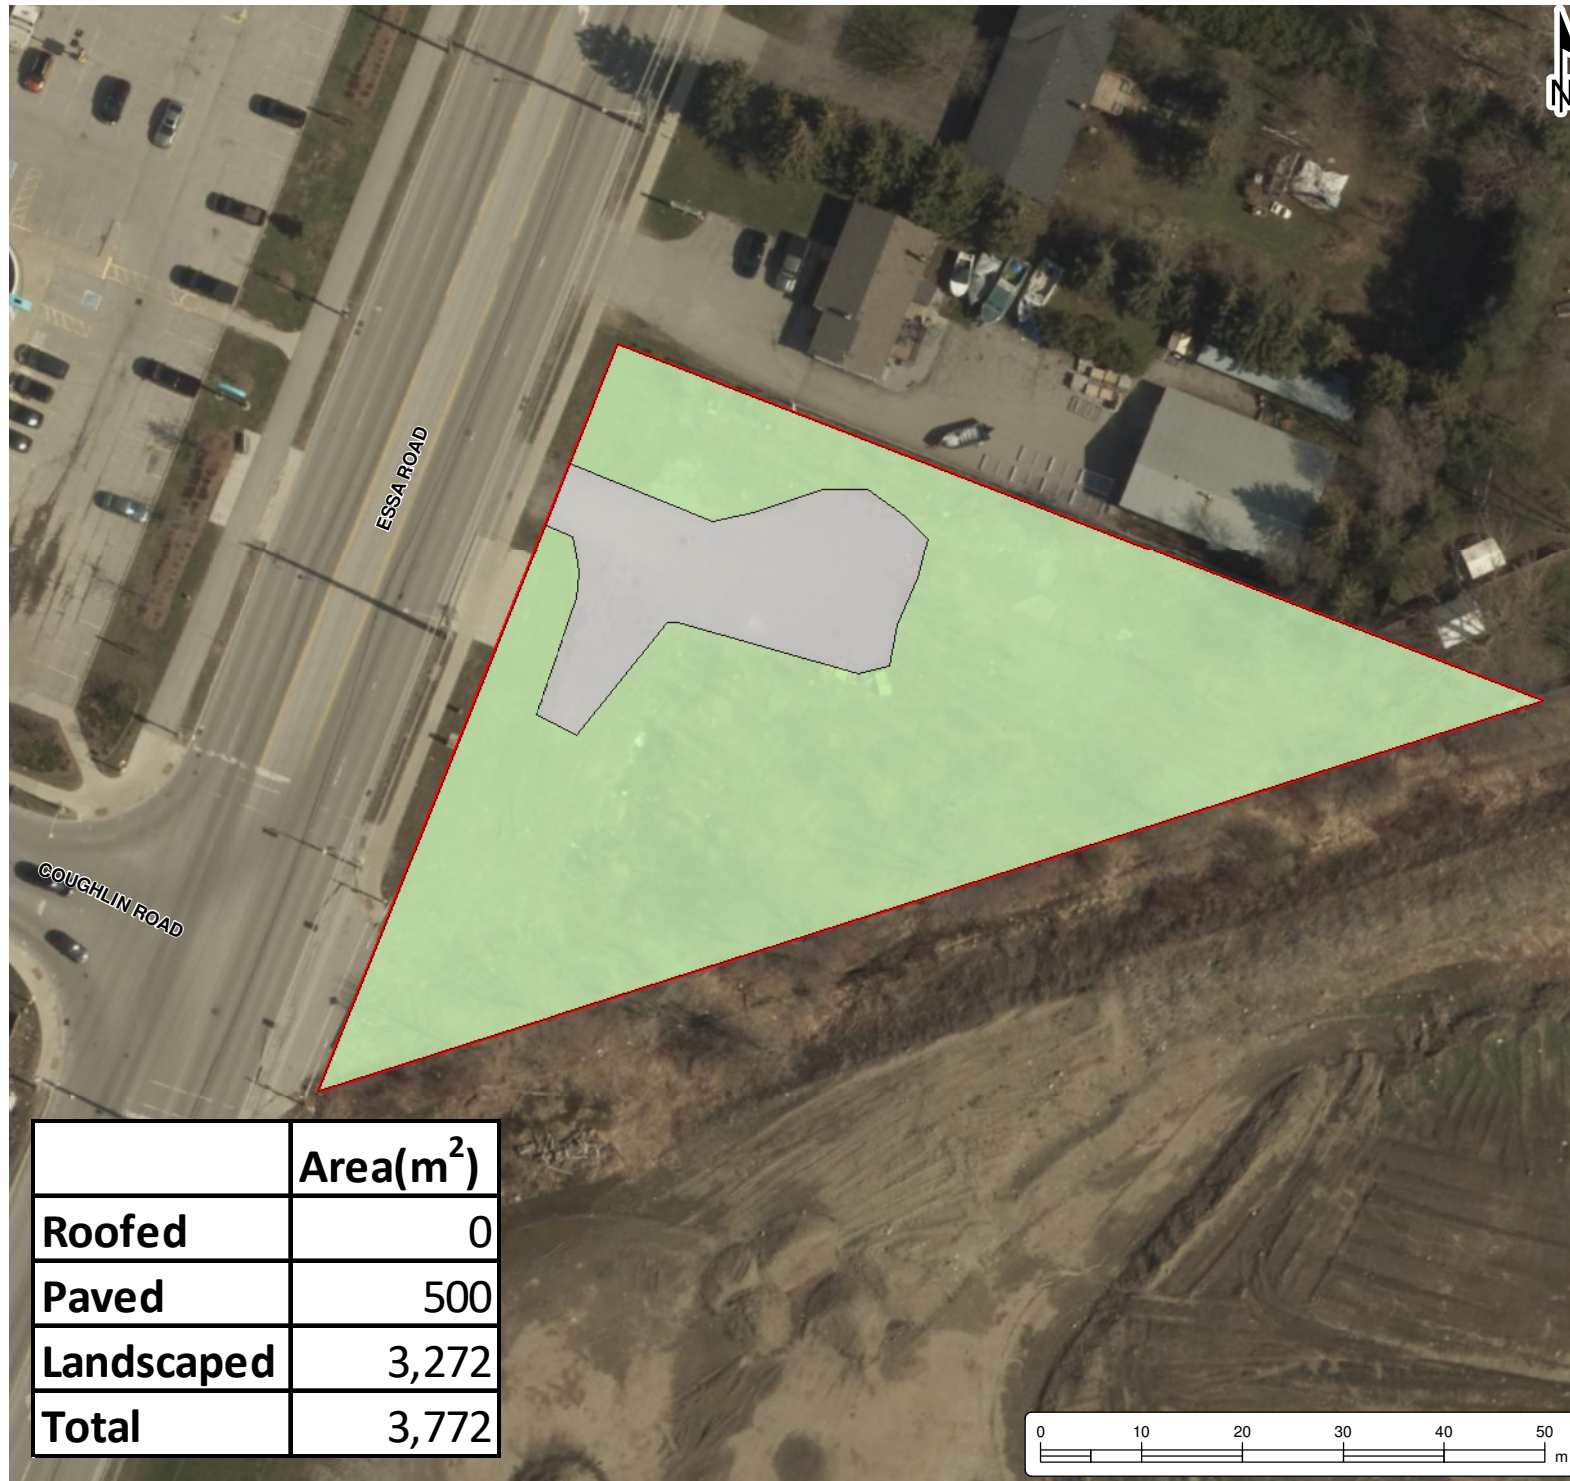 N
ESSA ROAD
COUGHLIN ROAD
Area(m²)
Roofed 0
Paved 500
Landscaped 3,272
Total 3,772
0 10 20 30 40 50
m